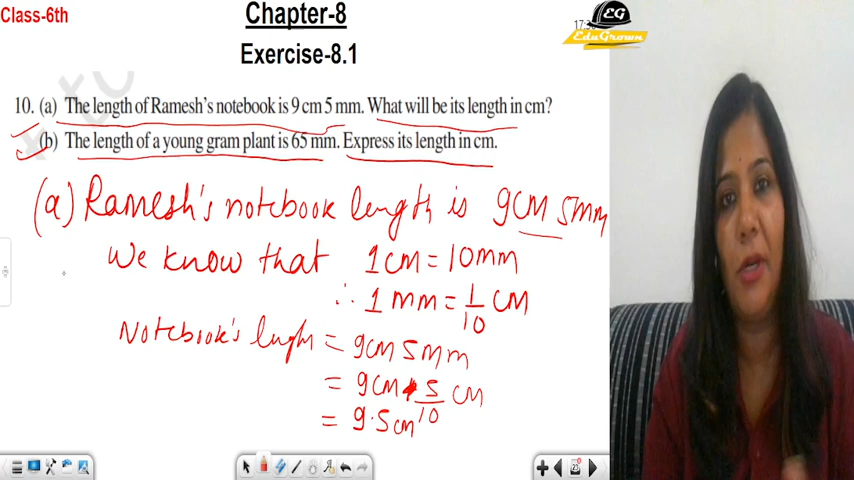 Class-6th
Chapter-8
Exercise-8.1
EG
EduGrown
10. (a) The length of Ramesh's notebook is 9 cm 5 mm. What will be its length in cm?
(b) The length of a young gram plant is 65 mm. Express its length in cm.
(a) Ramesh's notebook length is 9cm 5mm
We know that 1cm = 10mm
∴ 1 mm = 1/10 cm
Notebook's lngh = 9cm 5mm
= 9cm + 5/10 cm
= 9.5cm
23